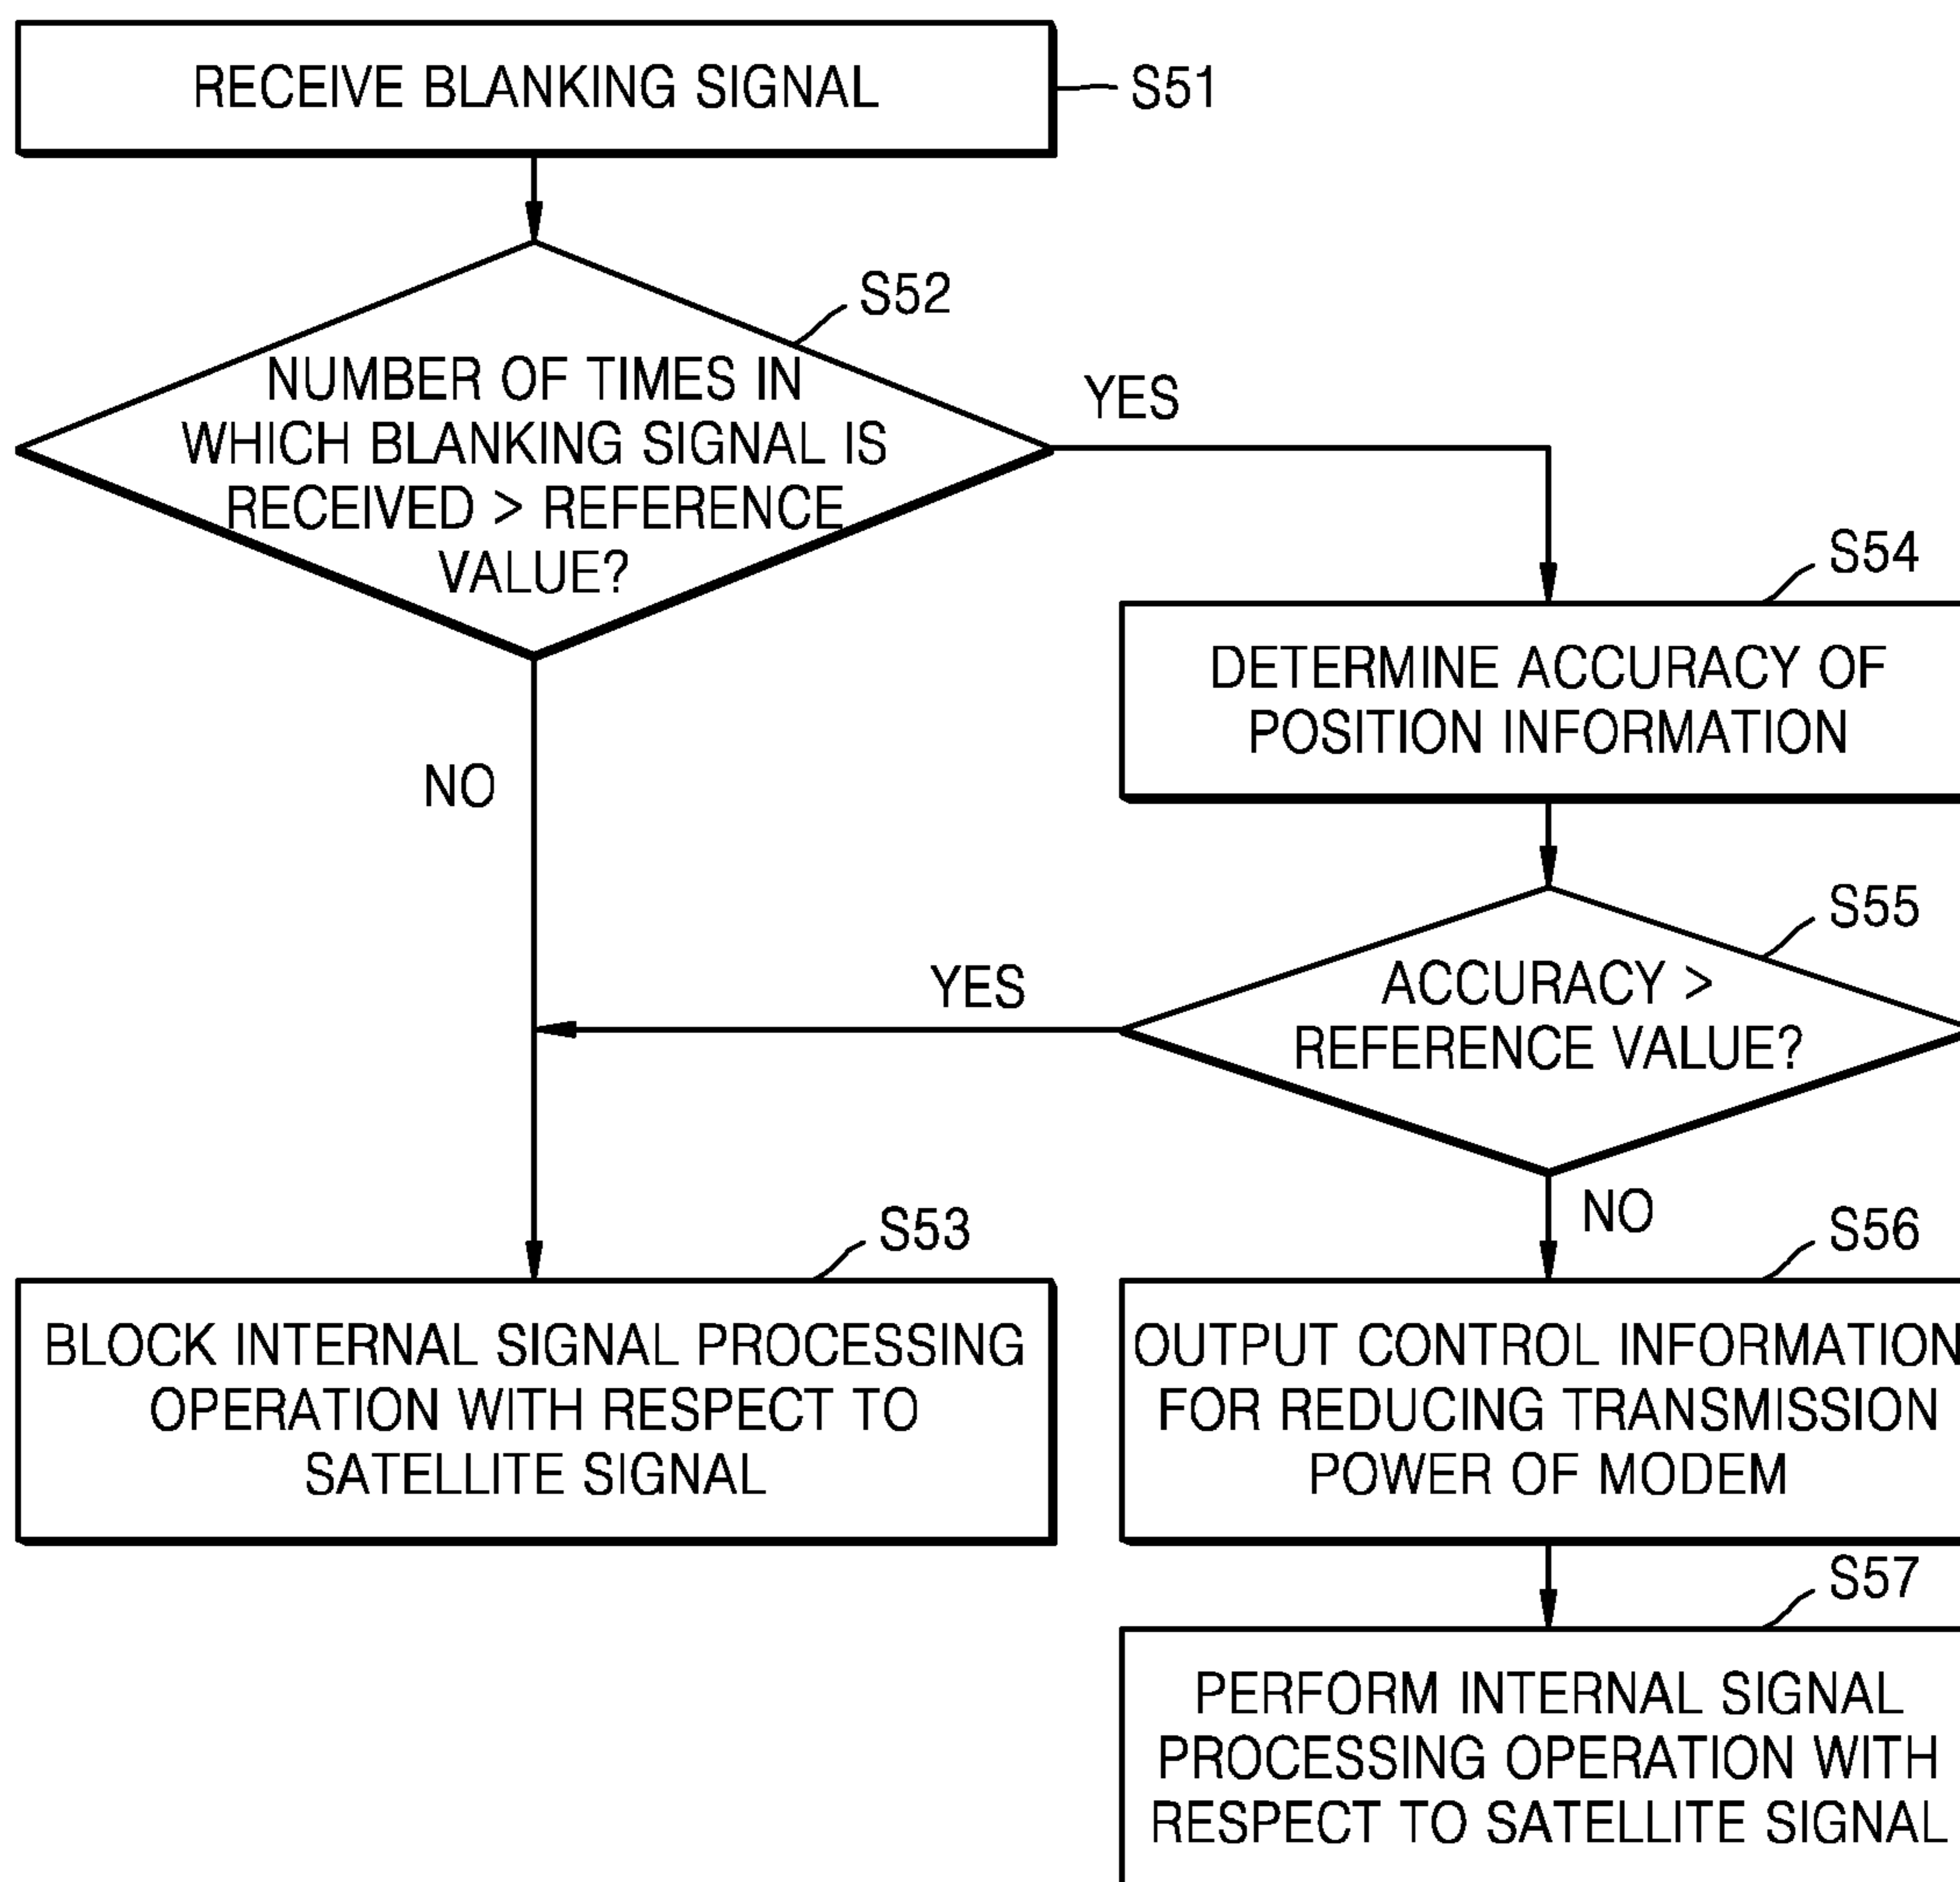 RECEIVE BLANKING SIGNAL
S51
S52
NUMBER OF TIMES IN
WHICH BLANKING SIGNAL IS
RECEIVED > REFERENCE
VALUE?
YES
NO
S54
DETERMINE ACCURACY OF
POSITION INFORMATION
S55
ACCURACY >
REFERENCE VALUE?
YES
NO
S53
BLOCK INTERNAL SIGNAL PROCESSING
OPERATION WITH RESPECT TO
SATELLITE SIGNAL
S56
OUTPUT CONTROL INFORMATION
FOR REDUCING TRANSMISSION
POWER OF MODEM
S57
PERFORM INTERNAL SIGNAL
PROCESSING OPERATION WITH
RESPECT TO SATELLITE SIGNAL